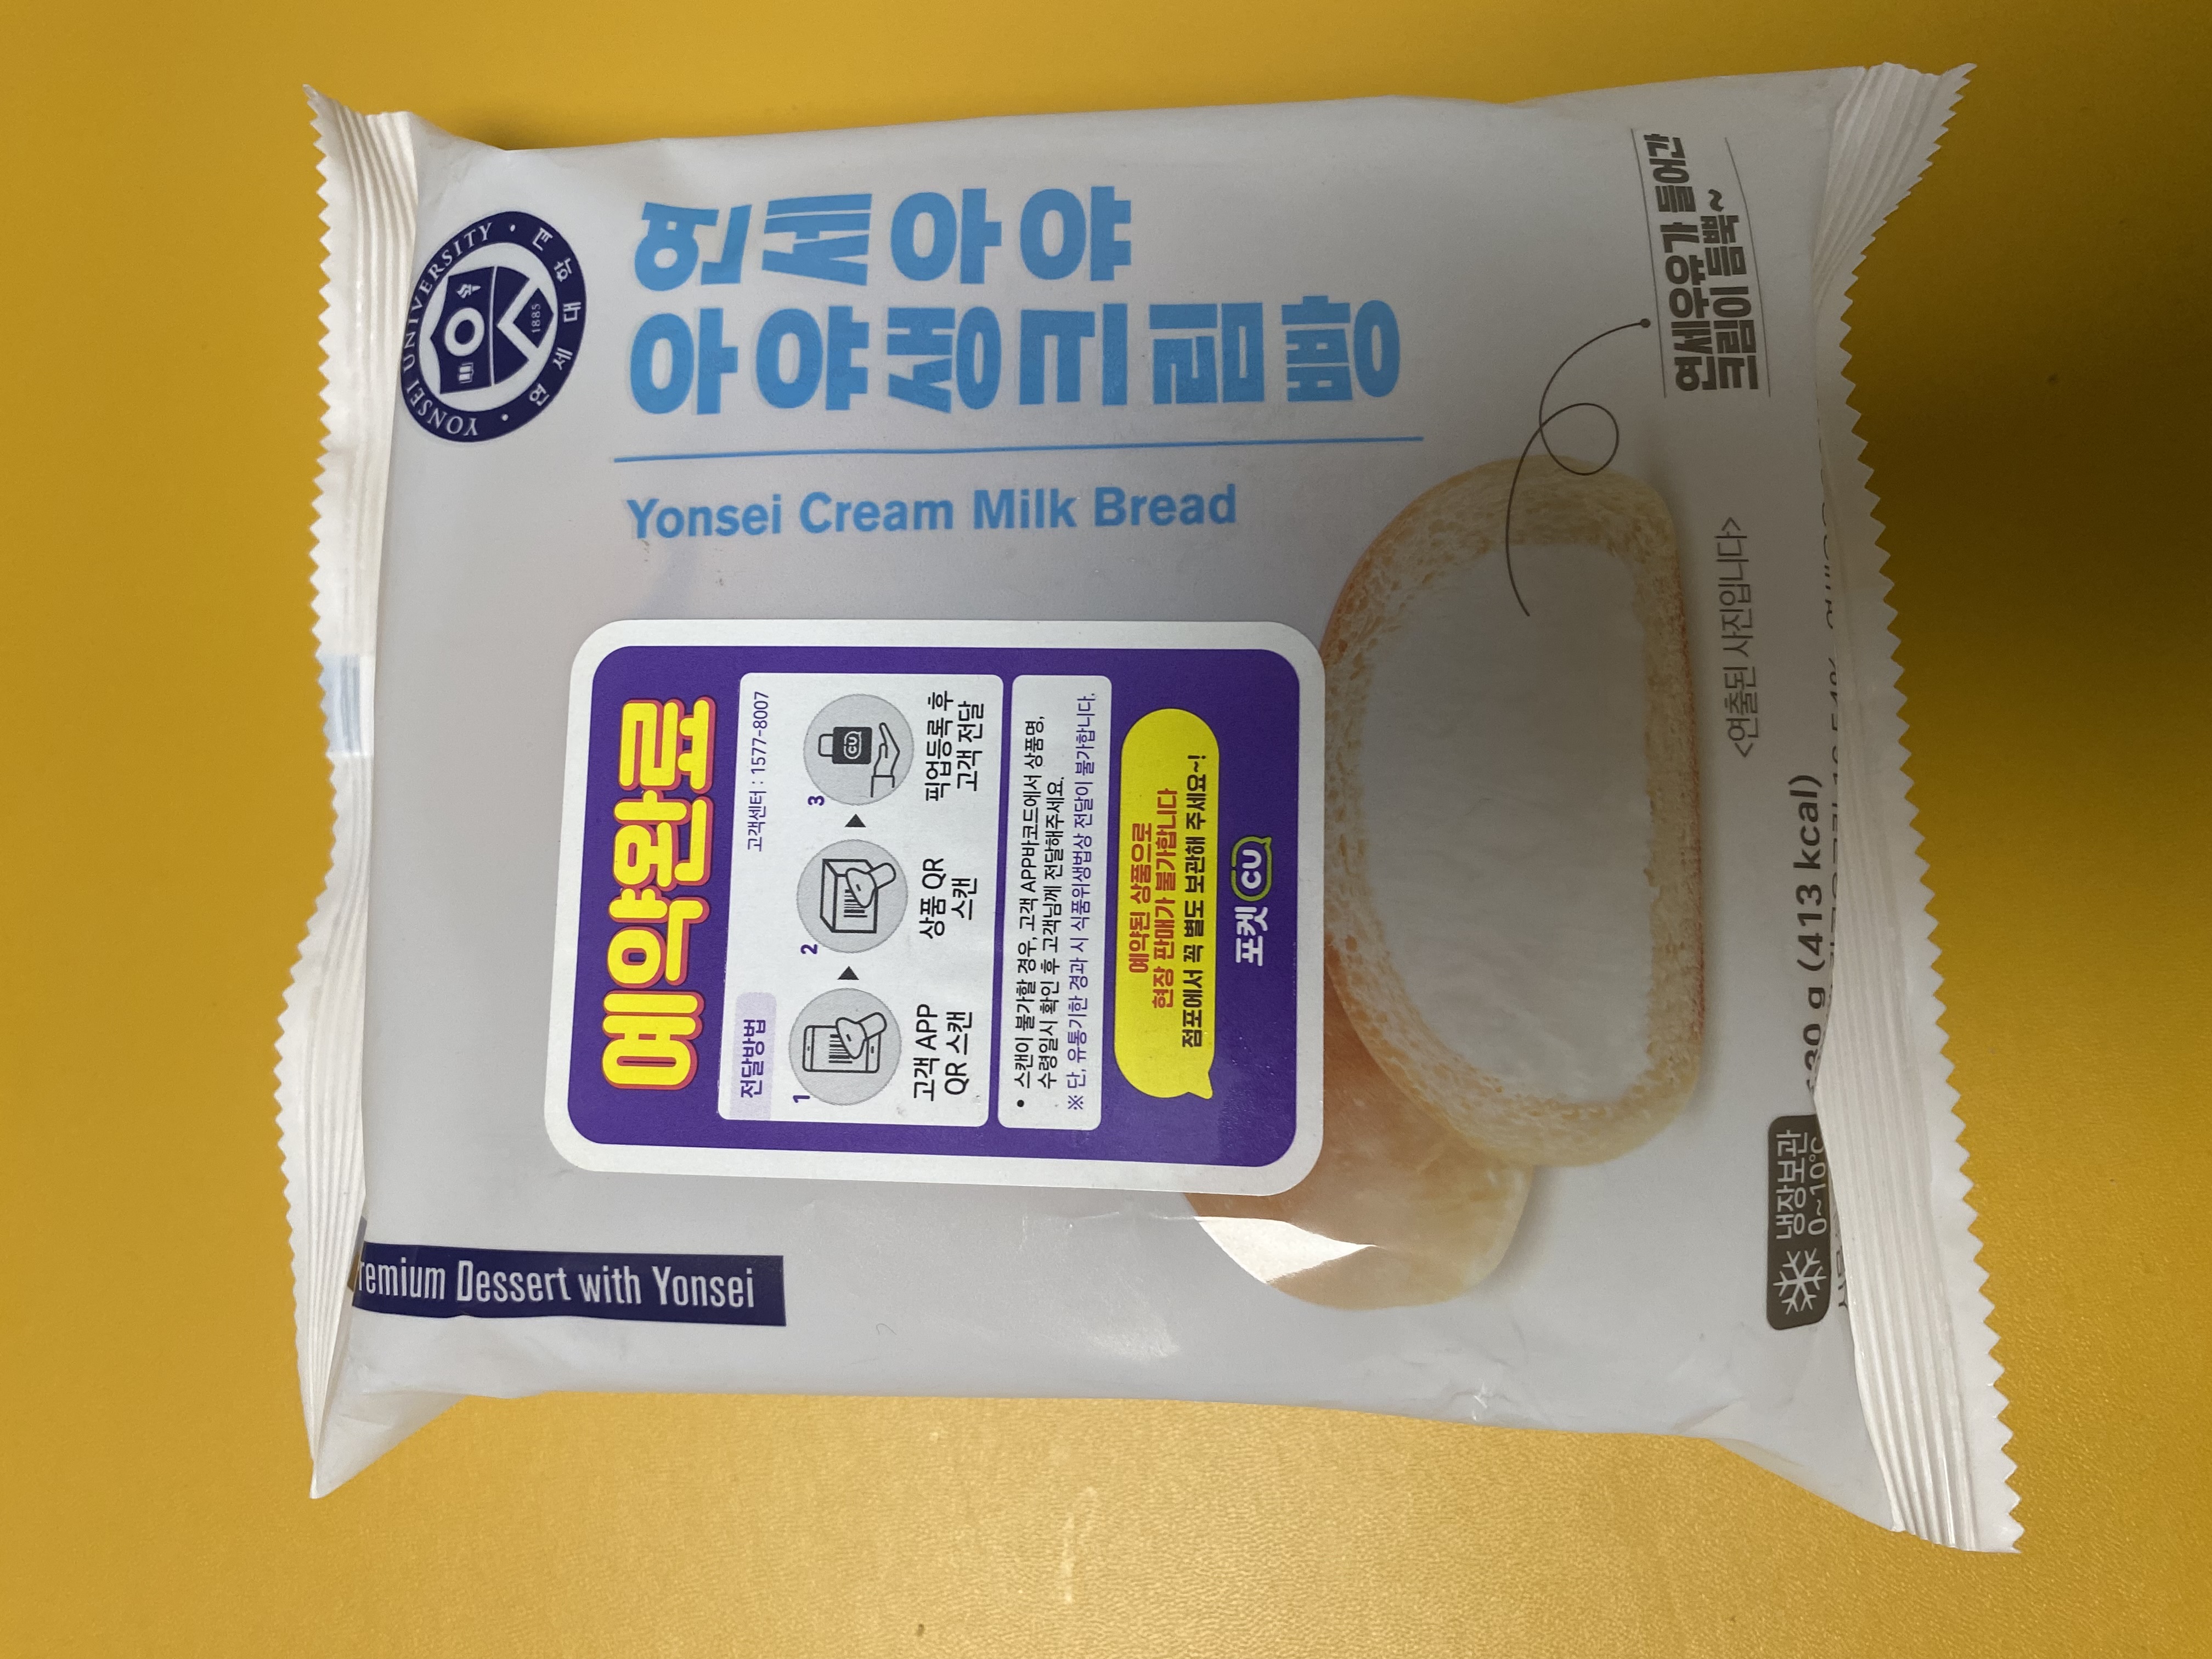 YONSEI UNIVERSITY · 연세대학교 ·
1885
연세우유
우유생크림빵
Yonsei Cream Milk Bread
연세우유가 들어간
크림이 듬뿍~
예약완료
전달방법
고객센터 : 1577-8007
1
2
3
CU
고객 APP
QR 스캔
상품 QR
스캔
픽업등록 후
고객 전달
• 스캔이 불가할 경우, 고객 APP바코드에서 상품명,
수령일시 확인 후 고객님께 전달해주세요.
※ 단, 유통기한 경과 시 식품위생법상 전달이 불가합니다.
예약된 상품으로
현장 판매가 불가합니다
점포에서 꼭 별도 보관해 주세요~!
포켓CU
Dessert with Yonsei
<연출된 사진입니다>
냉장보관
0~10℃
g (413 kcal)